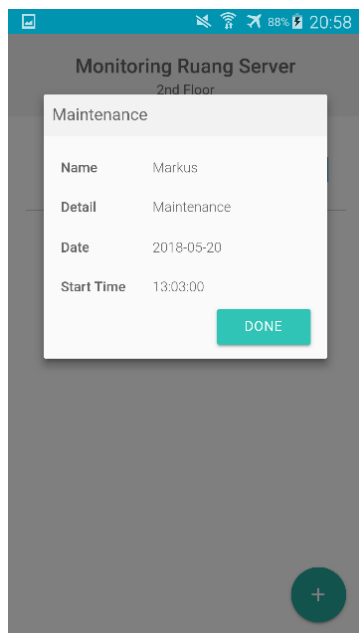 88% 20:58
Monitoring Ruang Server
2nd Floor
Maintenance
Name Markus
Detail Maintenance
Date 2018-05-20
Start Time 13:03:00
DONE
+